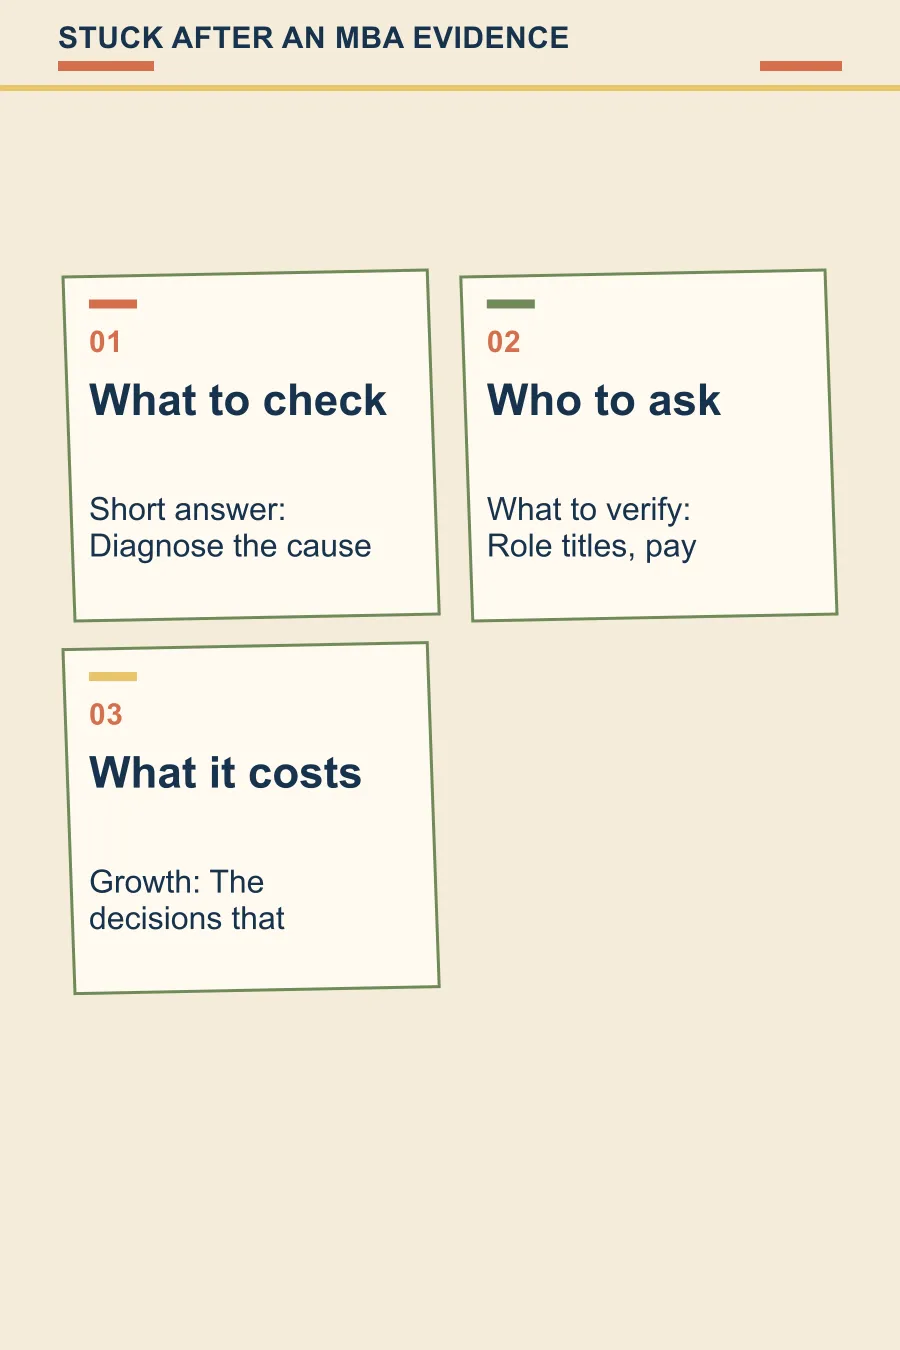 STUCK AFTER AN MBA EVIDENCE
01
What to check
Short answer:
Diagnose the cause
02
Who to ask
What to verify:
Role titles, pay
03
What it costs
Growth: The
decisions that